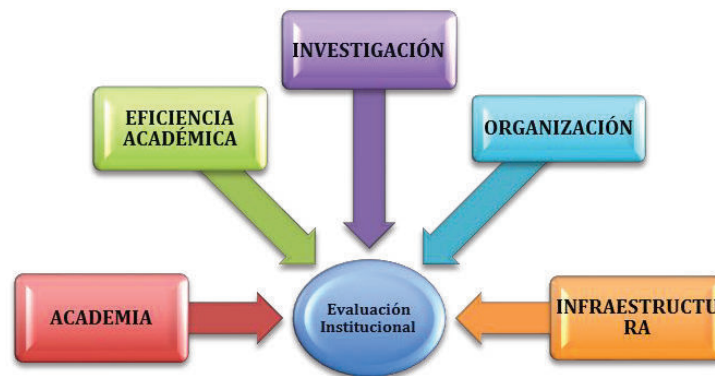 INVESTIGACIÓN
EFICIENCIA
ACADÉMICA
ORGANIZACIÓN
ACADEMIA
Evaluación
Institucional
INFRAESTRUCTU
RA